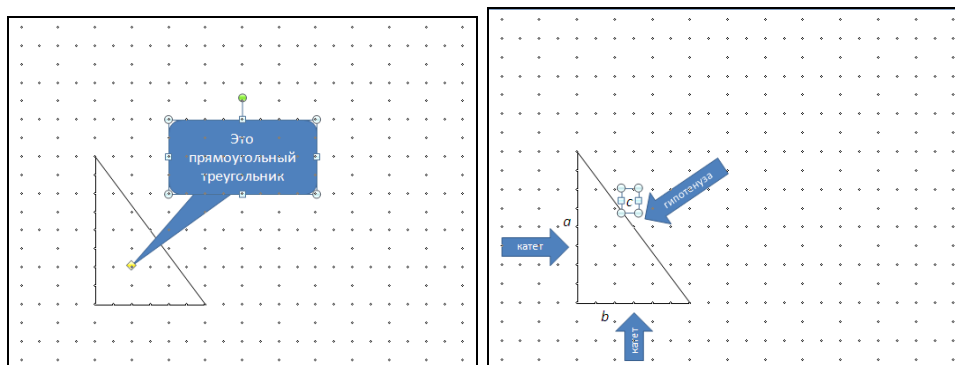 Это
прямоугольный
треугольник
гипотенуза
c
a
катет
b
катет